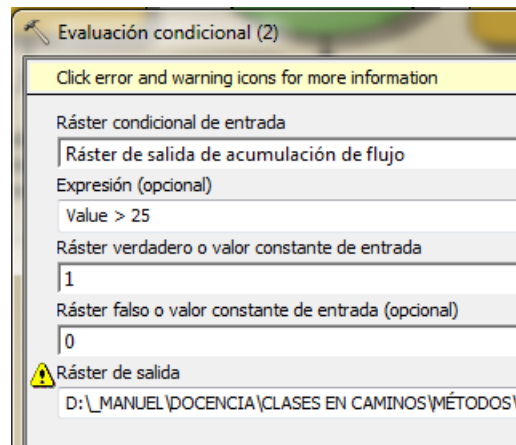 Evaluación condicional (2)
Click error and warning icons for more information
Ráster condicional de entrada
Ráster de salida de acumulación de flujo
Expresión (opcional)
Value > 25
Ráster verdadero o valor constante de entrada
1
Ráster falso o valor constante de entrada (opcional)
0
Ráster de salida
D:\_MANUEL\DOCENCIA\CLASES EN CAMINOS\MÉTODOS\